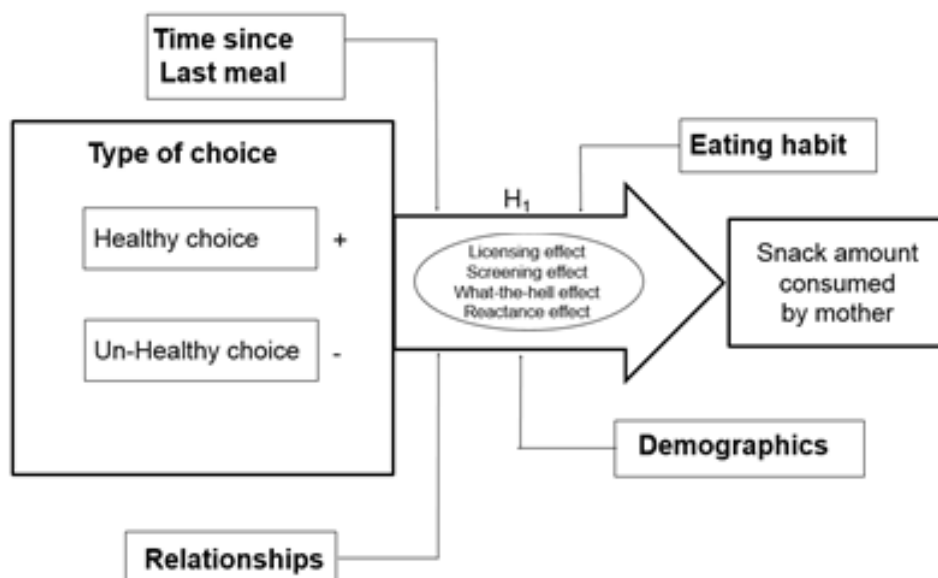 Time since
Last meal
Type of choice
Eating habit
H₁
Healthy choice +
Licensing effect
Screening effect
What-the-hell effect
Reactance effect
Snack amount
consumed
by mother
Un-Healthy choice -
Demographics
Relationships